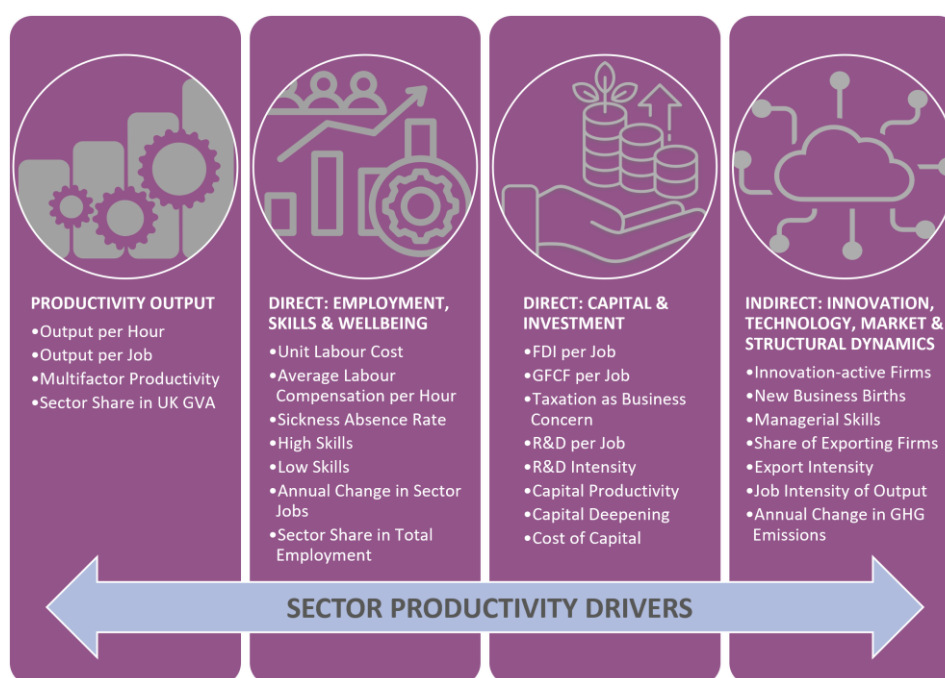 PRODUCTIVITY OUTPUT
•Output per Hour
•Output per Job
•Multifactor Productivity
•Sector Share in UK GVA
DIRECT: EMPLOYMENT,
SKILLS & WELLBEING
•Unit Labour Cost
•Average Labour
Compensation per Hour
•Sickness Absence Rate
•High Skills
•Low Skills
•Annual Change in Sector
Jobs
•Sector Share in Total
Employment
DIRECT: CAPITAL &
INVESTMENT
•FDI per Job
•GFCF per Job
•Taxation as Business
Concern
•R&D per Job
•R&D Intensity
•Capital Productivity
•Capital Deepening
•Cost of Capital
INDIRECT: INNOVATION,
TECHNOLOGY, MARKET &
STRUCTURAL DYNAMICS
•Innovation-active Firms
•New Business Births
•Managerial Skills
•Share of Exporting Firms
•Export Intensity
•Job Intensity of Output
•Annual Change in GHG
Emissions
SECTOR PRODUCTIVITY DRIVERS